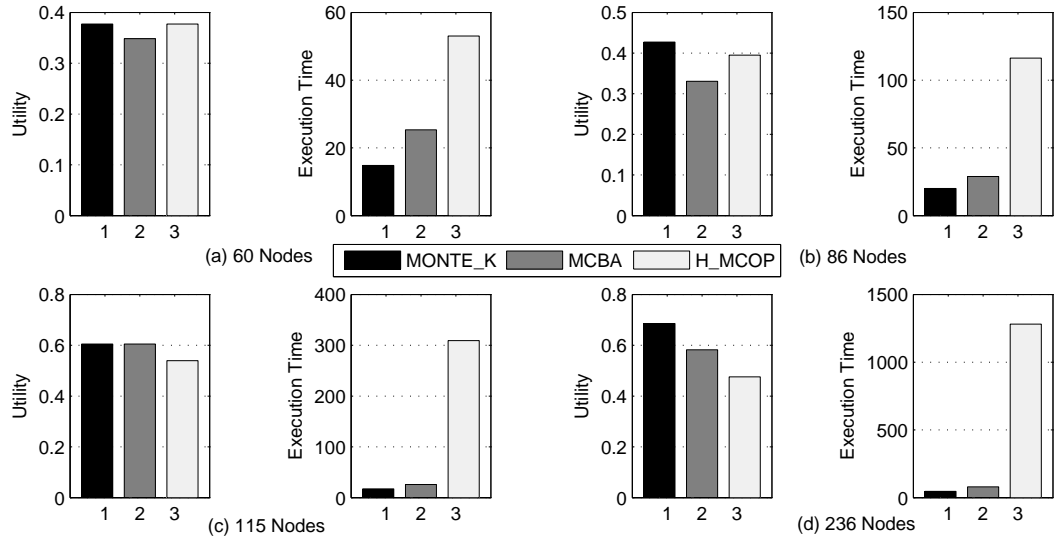 0.4
0.3
0.2
0.1
0
Utility
1 2 3
60
40
20
0
Execution Time
1 2 3
(a) 60 Nodes
0.5
0.4
0.3
0.2
0.1
0
Utility
1 2 3
150
100
50
0
Execution Time
1 2 3
(b) 86 Nodes
MONTE_K MCBA H_MCOP
0.8
0.6
0.4
0.2
0
Utility
1 2 3
400
300
200
100
0
Execution Time
1 2 3
(c) 115 Nodes
0.8
0.6
0.4
0.2
0
Utility
1 2 3
1500
1000
500
0
Execution Time
1 2 3
(d) 236 Nodes